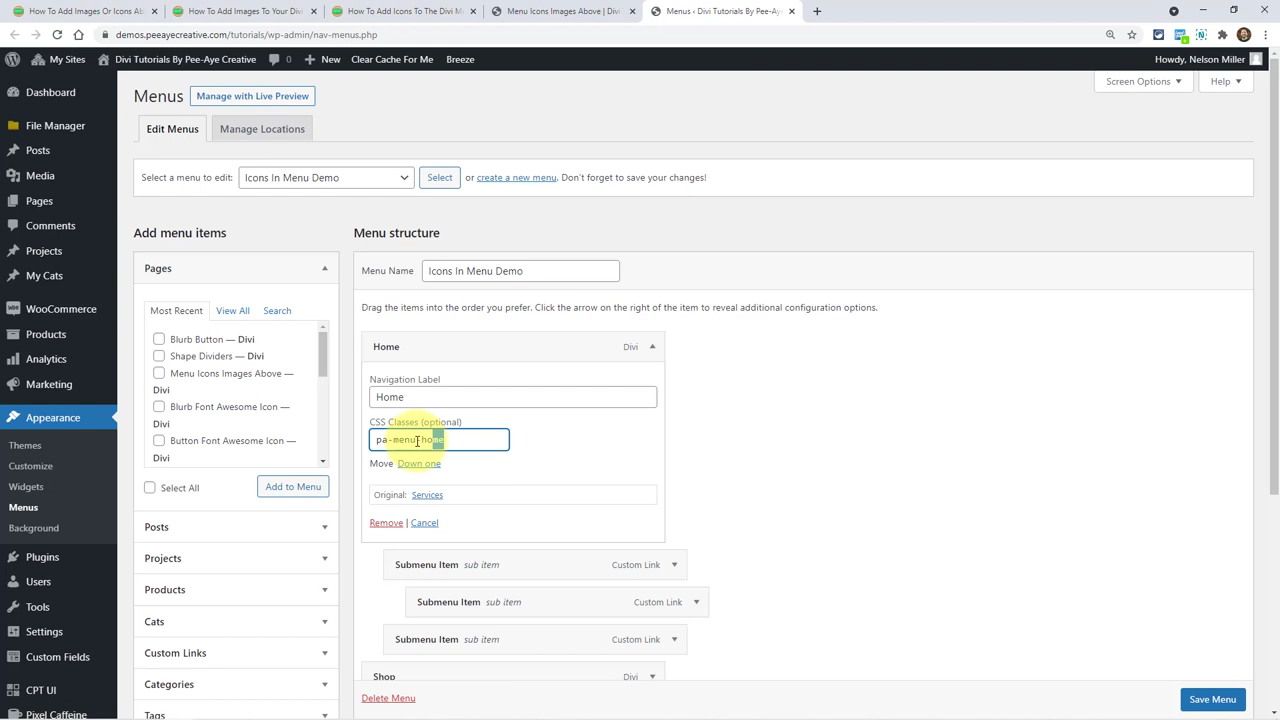 How To Add Images Or Icons Ab
How To Add Images To Your Divi
How To Add Icons To The Divi M
Menu Icons Images Above | Divi
Menus ‹ Divi Tutorials By Pee-Aye
demos.peeayecreative.com/tutorials/wp-admin/nav-menus.php
My Sites
Divi Tutorials By Pee-Aye Creative
0
New
Clear Cache For Me
Breeze
Howdy, Nelson Miller
Dashboard
File Manager
Posts
Media
Pages
Comments
Projects
My Cats
WooCommerce
Products
Analytics
Marketing
Appearance
Themes
Customize
Widgets
Menus
Background
Plugins
Users
Tools
Settings
Custom Fields
CPT UI
Pixel Caffeine
Screen Options
Help
Menus
Manage with Live Preview
Edit Menus
Manage Locations
Select a menu to edit:
Icons In Menu Demo
Select
or create a new menu. Don't forget to save your changes!
Add menu items
Pages
Most Recent
View All
Search
Blurb Button — Divi
Shape Dividers — Divi
Menu Icons Images Above —
Divi
Blurb Font Awesome Icon —
Divi
Button Font Awesome Icon —
Divi
Select All
Add to Menu
Posts
Projects
Products
Cats
Custom Links
Categories
Tags
Menu structure
Menu Name
Icons In Menu Demo
Drag the items into the order you prefer. Click the arrow on the right of the item to reveal additional configuration options.
Home
Divi
Navigation Label
Home
CSS Classes (optional)
pa-menu-home
Move Down one
Original: Services
Remove | Cancel
Submenu Item sub item
Custom Link
Submenu Item sub item
Custom Link
Submenu Item sub item
Custom Link
Shop
Divi
Delete Menu
Save Menu